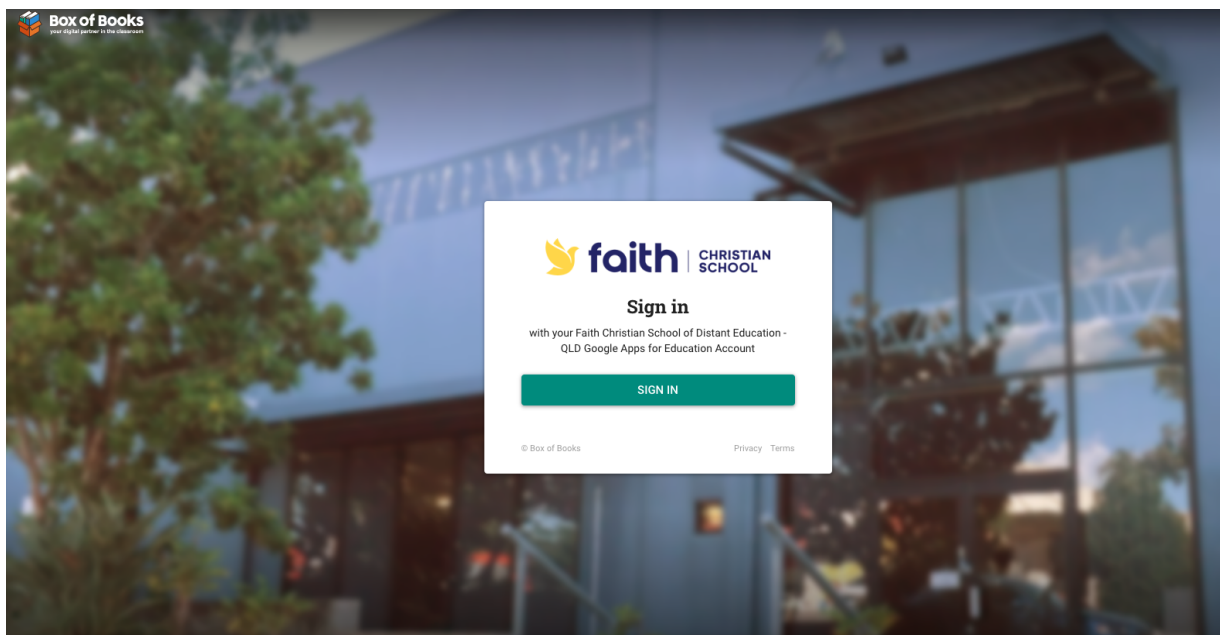 Box of Books
your digital partner in the classroom
faith
CHRISTIAN
SCHOOL
Sign in
with your Faith Christian School of Distant Education -
QLD Google Apps for Education Account
SIGN IN
© Box of Books
Privacy Terms